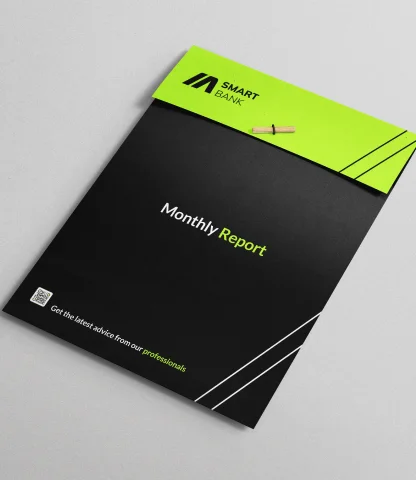 SMART
BANK
Monthly Report
Get the latest advice from our professionals